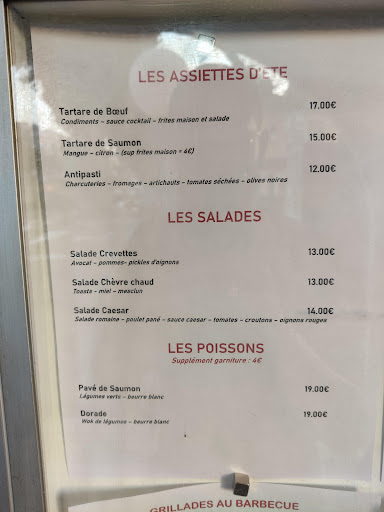 LES ASSIETTES D'ETE
Tartare de Bœuf 17.00€
Condiments – sauce cocktail – frites maison et salade
Tartare de Saumon 15.00€
Mangue – citron – (sup frites maison = 4€)
Antipasti 12.00€
Charcuteries – fromages – artichauts – tomates séchées – olives noires
LES SALADES
Salade Crevettes 13.00€
Avocat – pommes- pickles d'oignons
Salade Chèvre chaud 13.00€
Toasts – miel – mesclun
Salade Caesar 14.00€
Salade romaine – poulet pané – sauce caesar – tomates – croutons – oignons rouges
LES POISSONS
Supplément garniture : 4€
Pavé de Saumon 19.00€
Légumes verts – beurre blanc
Dorade 19.00€
Wok de légumes – beurre blanc
GRILLADES AU BARBECUE